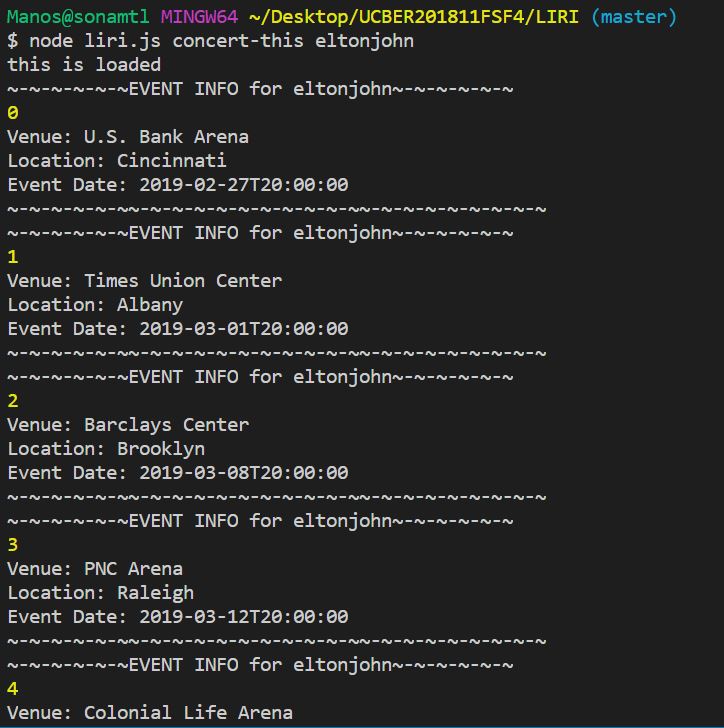 Manos@sonamtl MINGW64 ~/Desktop/UCBER201811FSF4/LIRI (master)
$ node liri.js concert-this eltonjohn
this is loaded
~-~-~-~-~-~EVENT INFO for eltonjohn~-~-~-~-~-~
0
Venue: U.S. Bank Arena
Location: Cincinnati
Event Date: 2019-02-27T20:00:00
~-~-~-~-~-~~-~-~-~-~-~-~-~-~-~-~~-~-~-~-~-~-~-~-~
~-~-~-~-~-~EVENT INFO for eltonjohn~-~-~-~-~-~
1
Venue: Times Union Center
Location: Albany
Event Date: 2019-03-01T20:00:00
~-~-~-~-~-~~-~-~-~-~-~-~-~-~-~-~~-~-~-~-~-~-~-~-~
~-~-~-~-~-~EVENT INFO for eltonjohn~-~-~-~-~-~
2
Venue: Barclays Center
Location: Brooklyn
Event Date: 2019-03-08T20:00:00
~-~-~-~-~-~~-~-~-~-~-~-~-~-~-~-~~-~-~-~-~-~-~-~-~
~-~-~-~-~-~EVENT INFO for eltonjohn~-~-~-~-~-~
3
Venue: PNC Arena
Location: Raleigh
Event Date: 2019-03-12T20:00:00
~-~-~-~-~-~~-~-~-~-~-~-~-~-~-~-~~-~-~-~-~-~-~-~-~
~-~-~-~-~-~EVENT INFO for eltonjohn~-~-~-~-~-~
4
Venue: Colonial Life Arena